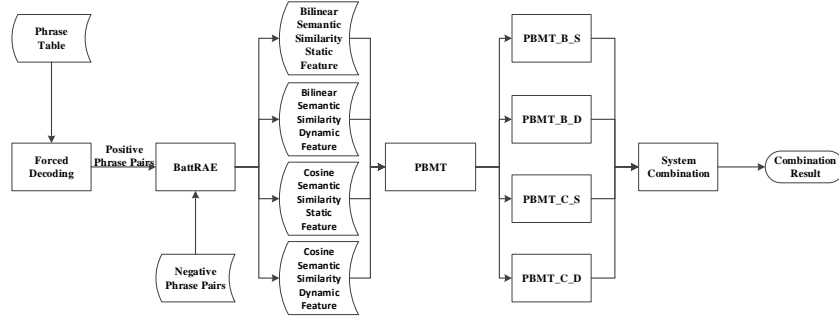 Phrase
Table
Forced
Decoding
Positive
Phrase Pairs
BattRAE
Negative
Phrase Pairs
Bilinear
Semantic
Similarity
Static
Feature
Bilinear
Semantic
Similarity
Dynamic
Feature
Cosine
Semantic
Similarity
Static
Feature
Cosine
Semantic
Similarity
Dynamic
Feature
PBMT
PBMT_B_S
PBMT_B_D
PBMT_C_S
PBMT_C_D
System
Combination
Combination
Result